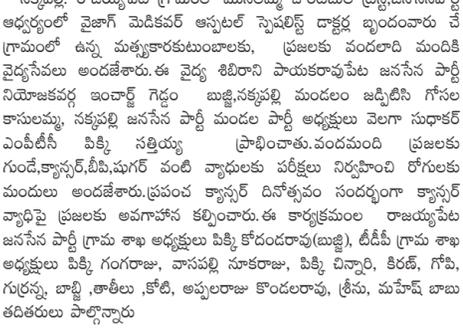 ఆధ్వర్యంలో వైజాగ్ మెడికవర్ ఆస్పటల్ స్పెషలిస్ట్ డాక్టర్ల బృందంవారు చే
గ్రామంలో ఉన్న మత్స్యకారకుటుంబాలకు, ప్రజలకు వందలాది మందికి
వైద్యసేవలు అందజేశారు.ఈ వైద్య శిబిరాని పాయకరావుపేట జనసేన పార్టీ
నియోజకవర్గ ఇంచార్జ్ గెడ్డం బుజ్జి,నక్కపల్లి మండలం జడ్పిటిసి గోసల
కాసులమ్మ, నక్కపల్లి జనసేన పార్టీ మండల పార్టీ అధ్యక్షులు వెలగా సుధాకర్
ఎంపీటీసీ పిక్కి సత్తియ్య ప్రాభించాతు.వందమంది ప్రజలకు
గుండే,క్యాన్సర్,బీపి,షుగర్ వంటి వ్యాధులకు పరీక్షలు నిర్వహించి రోగులకు
మందులు అందజేశారు.ప్రపంచ క్యాన్సర్ దినోత్సవం సందర్భంగా క్యాన్సర్
వ్యాధిపై ప్రజలకు అవగాహాన కల్పించారు.ఈ కార్యక్రమంల రాజయ్యపేట
జనసేన పార్టీ గ్రామ శాఖ అధ్యక్షులు పిక్కి కోదండరావు(బుజ్జి), టీడీపీ గ్రామ శాఖ
అధ్యక్షులు పిక్కి గంగరాజు, వాసపల్లి నూకరాజు, పిక్కి చిన్నారి, కిరణ్, గోపి,
గుర్రన్న, బాబ్జి ,తాతీలు ,కోటి, అప్పలరాజు కొండలరావు, శ్రీను, మహేష్ బాబు
తదితరులు పాల్గొన్నారు